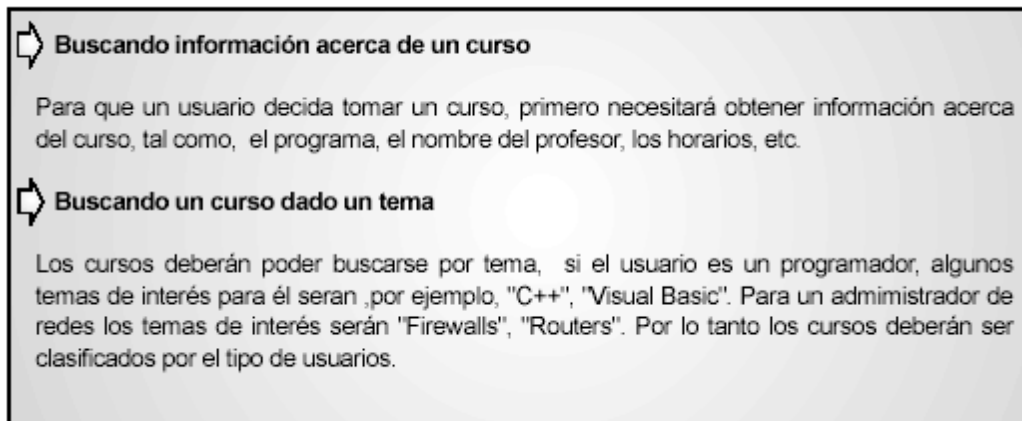 Buscando información acerca de un curso
Para que un usuario decida tomar un curso, primero necesitará obtener información acerca
del curso, tal como, el programa, el nombre del profesor, los horarios, etc.
Buscando un curso dado un tema
Los cursos deberán poder buscarse por tema, si el usuario es un programador, algunos
temas de interés para él seran ,por ejemplo, "C++", "Visual Basic". Para un admimistrador de
redes los temas de interés serán "Firewalls", "Routers". Por lo tanto los cursos deberán ser
clasificados por el tipo de usuarios.